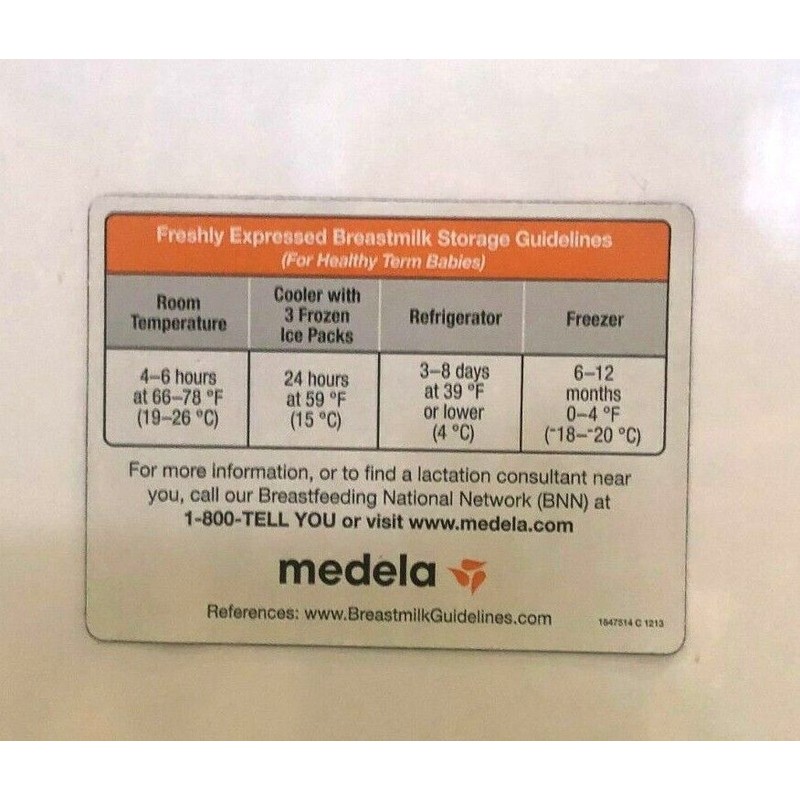 Freshly Expressed Breastmilk Storage Guidelines
(For Healthy Term Babies)
Room
Temperature
Cooler with
3 Frozen
Ice Packs
Refrigerator
Freezer
4–6 hours
at 66–78 °F
(19–26 °C)
24 hours
at 59 °F
(15 °C)
3–8 days
at 39 °F
or lower
(4 °C)
6–12
months
0–4 °F
(-18–-20 °C)
For more information, or to find a lactation consultant near
you, call our Breastfeeding National Network (BNN) at
1-800-TELL YOU or visit www.medela.com
medela
References: www.BreastmilkGuidelines.com
1547514 C 1213